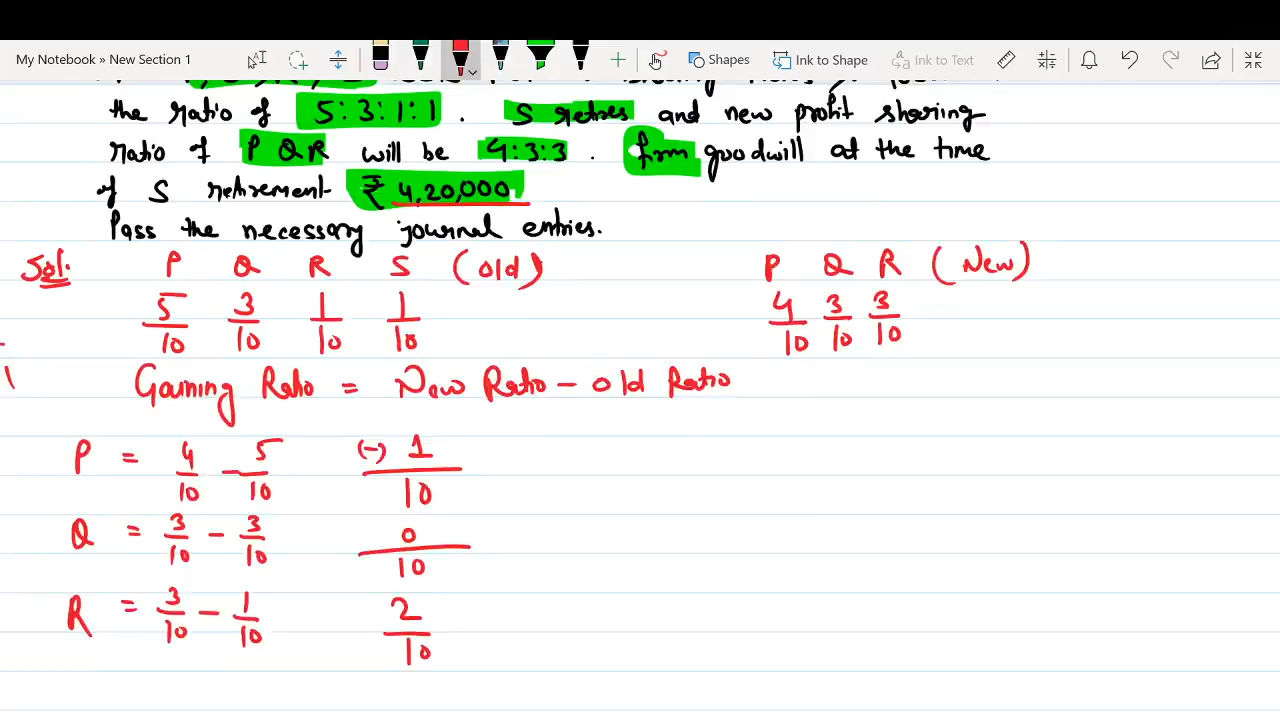 My Notebook » New Section 1
Shapes
Ink to Shape
Ink to Text
the ratio of 5:3:1:1. S retires and new profit sharing
ratio of P Q R will be 4:3:3. firm goodwill at the time
of S retirement ₹ 4,20,000
Pass the necessary journal entries.
Sol: P Q R S (Old) P Q R (New)
5/10 3/10 1/10 1/10 4/10 3/10 3/10
Gaining Ratio = New Ratio - Old Ratio
P = 4/10 - 5/10 (-) 1/10
Q = 3/10 - 3/10 0/10
R = 3/10 - 1/10 2/10